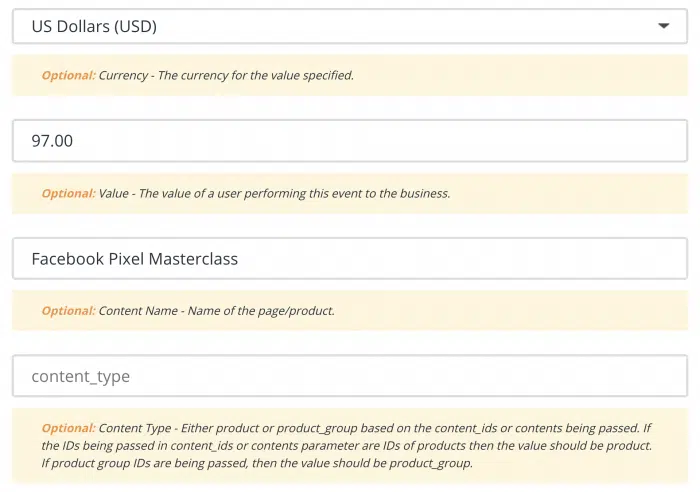 US Dollars (USD)
Optional: Currency - The currency for the value specified.
97.00
Optional: Value - The value of a user performing this event to the business.
Facebook Pixel Masterclass
Optional: Content Name - Name of the page/product.
content_type
Optional: Content Type - Either product or product_group based on the content_ids or contents being passed. If
the IDs being passed in content_ids or contents parameter are IDs of products then the value should be product.
If product group IDs are being passed, then the value should be product_group.